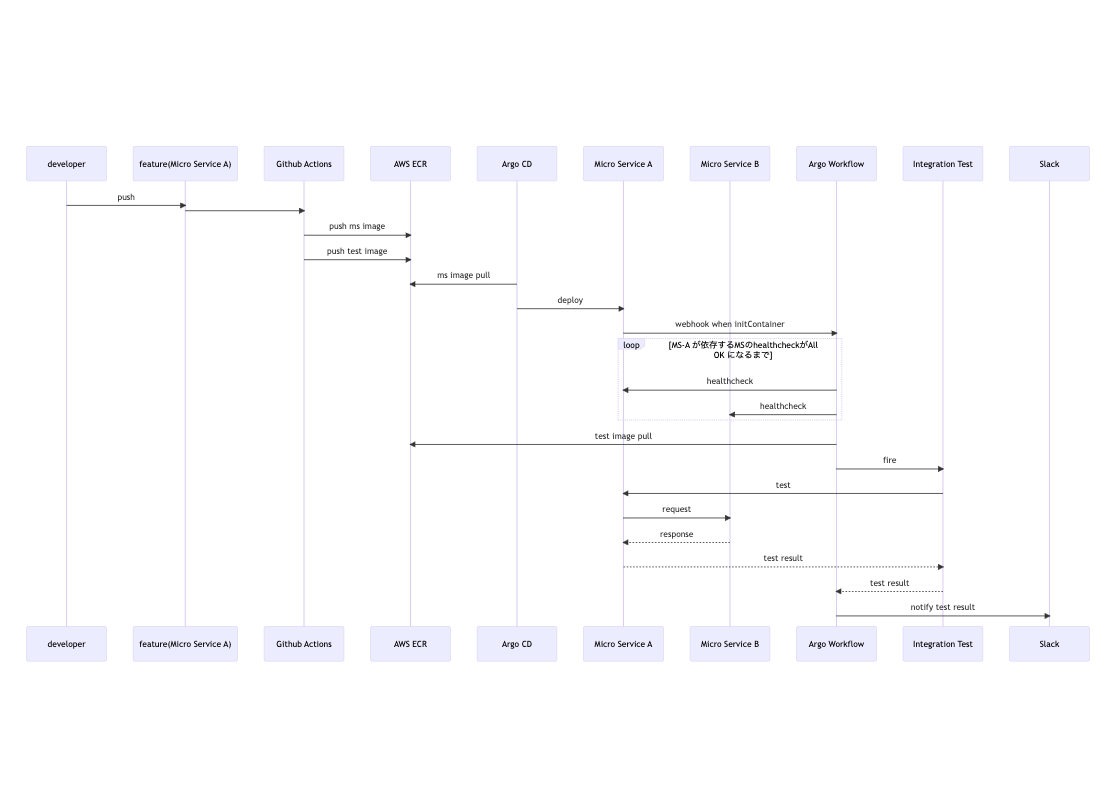 developer
feature(Micro Service A)
Github Actions
AWS ECR
Argo CD
Micro Service A
Micro Service B
Argo Workflow
Integration Test
Slack
push
push ms image
push test image
ms image pull
deploy
webhook when initContainer
loop
[MS-A が依存するMSのhealthcheckがAll
OK になるまで]
healthcheck
healthcheck
test image pull
fire
test
request
response
test result
test result
notify test result
developer
feature(Micro Service A)
Github Actions
AWS ECR
Argo CD
Micro Service A
Micro Service B
Argo Workflow
Integration Test
Slack